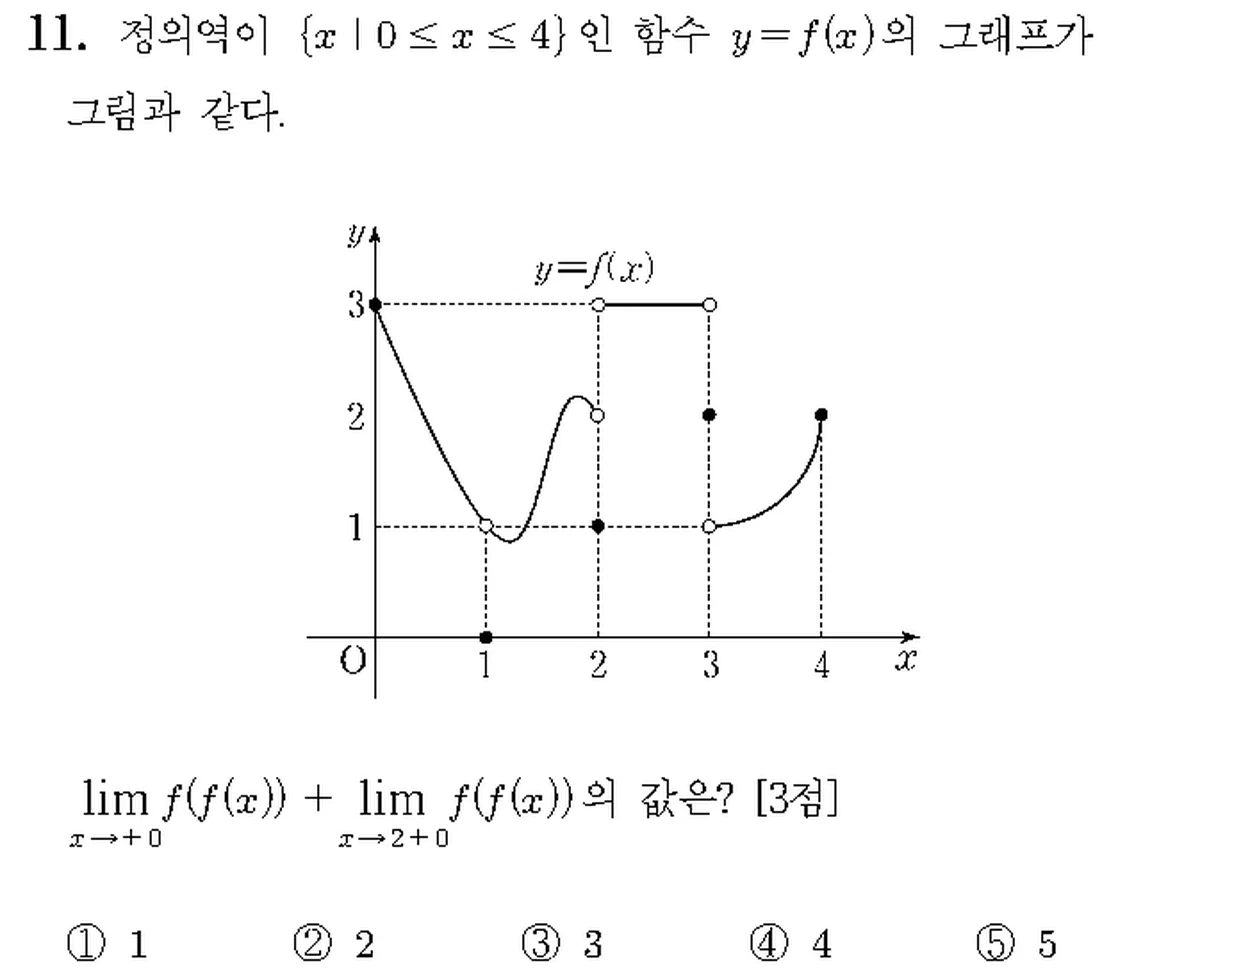 11. 정의역이 {x | 0 ≤ x ≤ 4}인 함수 y=f(x)의 그래프가
그림과 같다.
y
y=f(x)
3
2
1
O 1 2 3 4 x
lim f(f(x)) + lim f(f(x))의 값은? [3점]
x→+0 x→2+0
① 1 ② 2 ③ 3 ④ 4 ⑤ 5